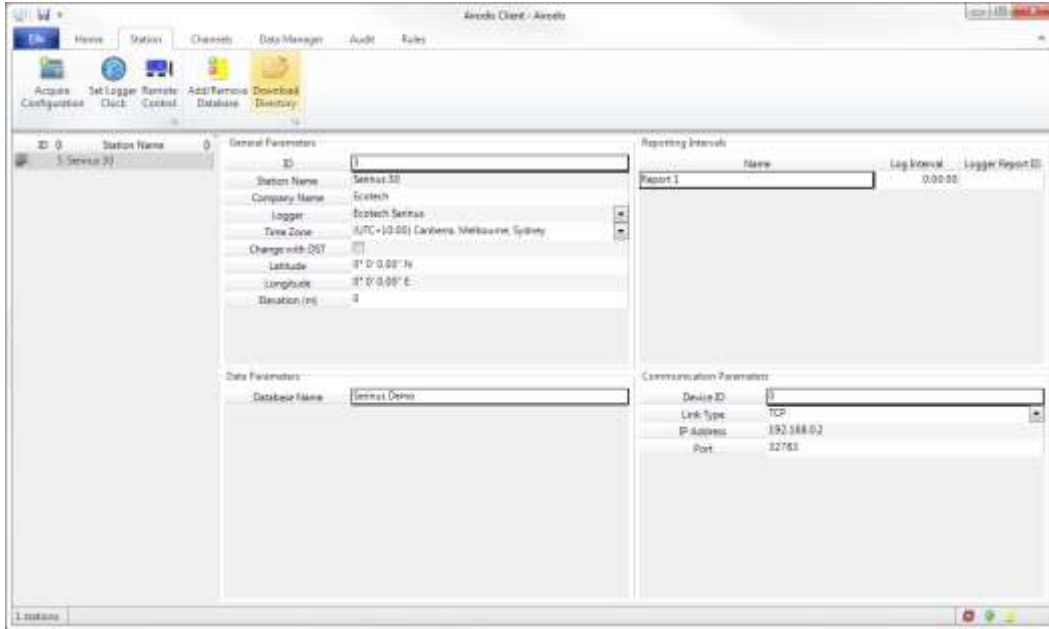 Airodis Client - Airodis
File Home Station Channels Data Manager Audit Rules
Acquire Configuration
Set Logger Clock
Remote Control
Add/Remove Database
Download Directory
ID Station Name
Serinus 30
General Parameters
ID
Station Name Serinus 30
Company Name Ecotech
Logger Ecotech Serinus
Time Zone (UTC+10:00) Canberra, Melbourne, Sydney
Change with DST
Latitude 0° 0' 0.00" N
Longitude 0° 0' 0.00" E
Elevation (m) 0
Reporting Intervals
Name Log Interval Logger Report ID
Report 1 0:00:00
Data Parameters
Database Name Serinus Demo
Communication Parameters
Device ID 0
Link Type TCP
IP Address 192.168.0.2
Port 32783
1 stations